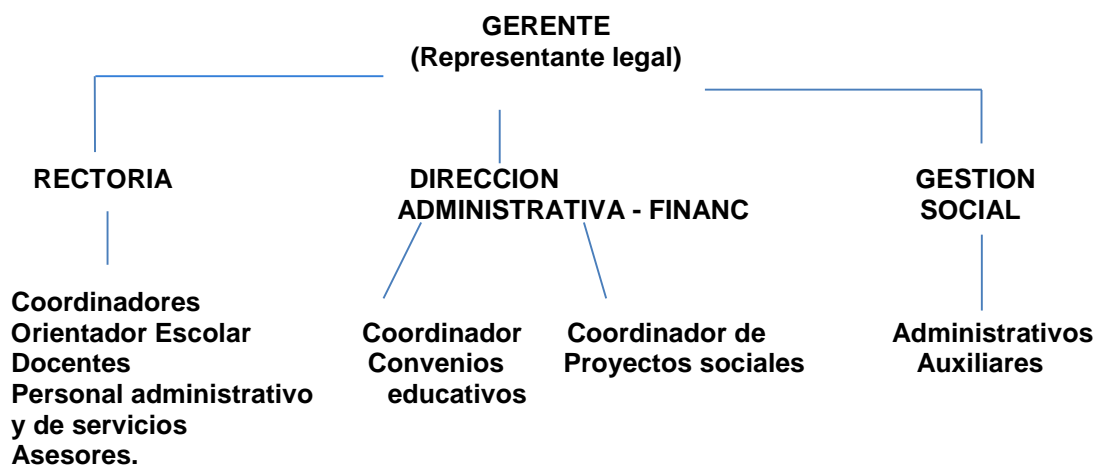 GERENTE
(Representante legal)
RECTORIA
DIRECCION
ADMINISTRATIVA - FINANC
GESTION
SOCIAL
Coordinadores
Orientador Escolar
Docentes
Personal administrativo
y de servicios
Asesores.
Coordinador
Convenios
educativos
Coordinador de
Proyectos sociales
Administrativos
Auxiliares